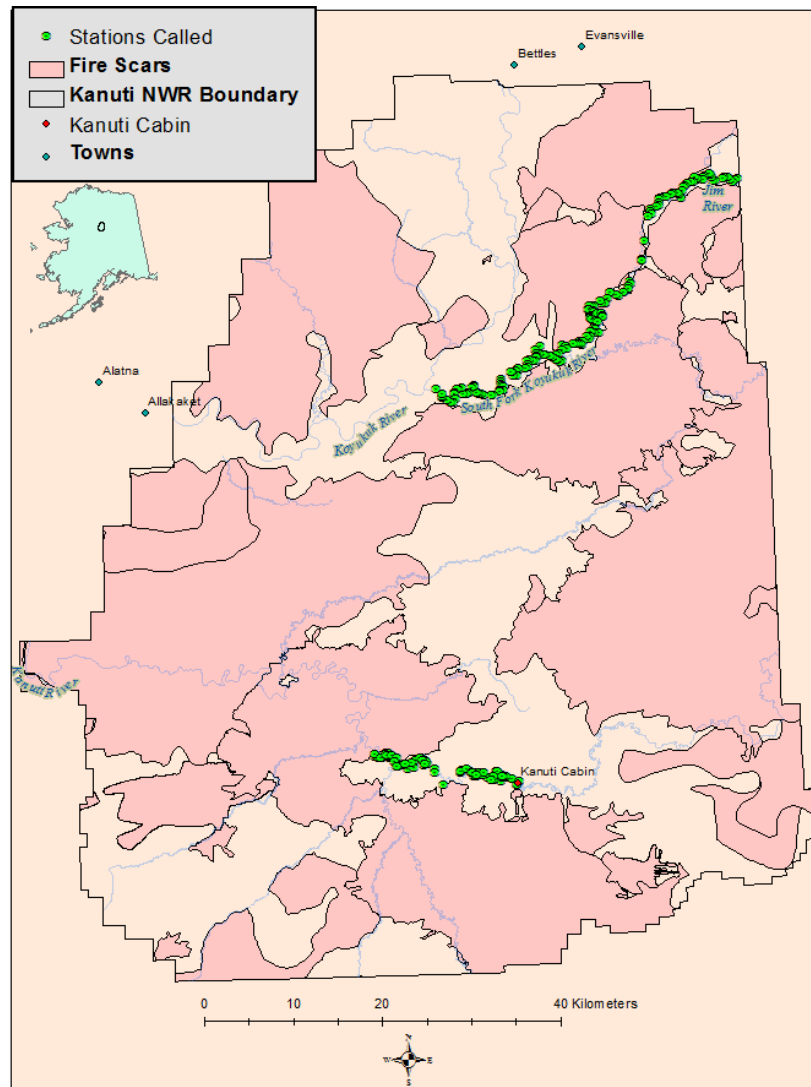 Stations Called
Fire Scars
Kanuti NWR Boundary
Kanuti Cabin
Towns
Evansville
Bettles
Jim
River
Alatna
Allakaket
South Fork Koyukuk River
Koyukuk River
Kanuti River
Kanuti Cabin
0 10 20 40 Kilometers
N
W E
S